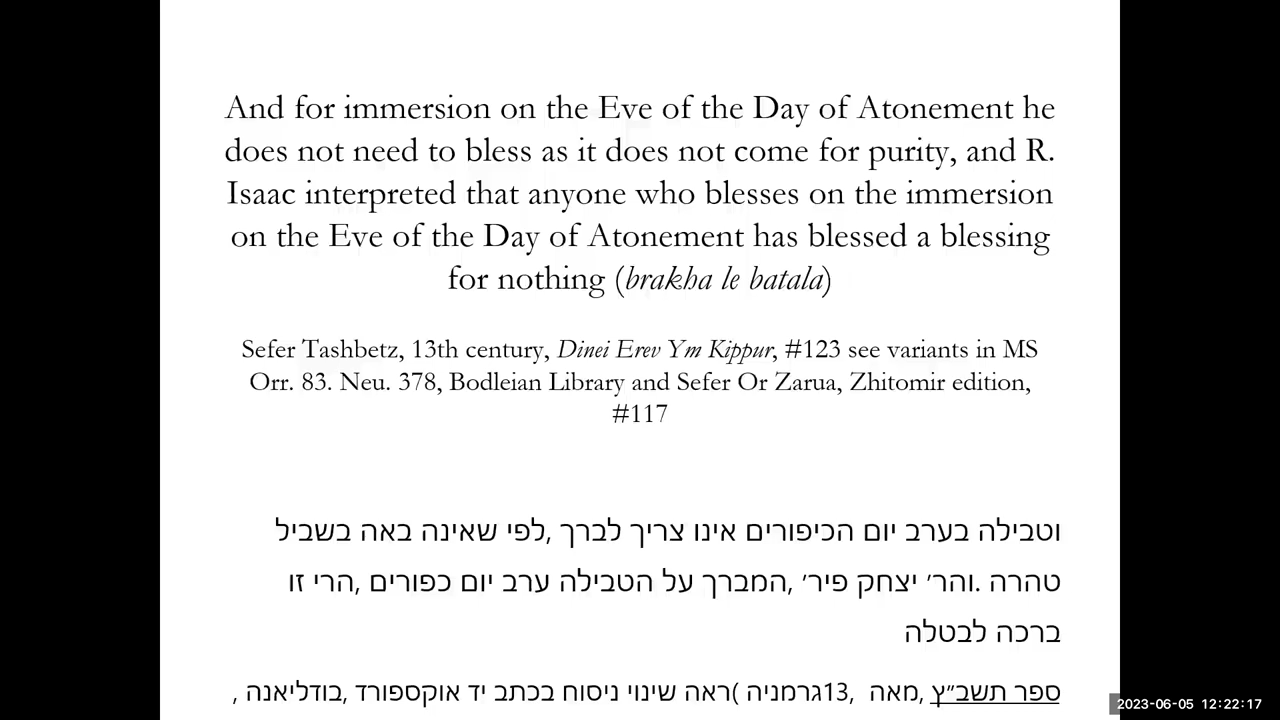 And for immersion on the Eve of the Day of Atonement he
does not need to bless as it does not come for purity, and R.
Isaac interpreted that anyone who blesses on the immersion
on the Eve of the Day of Atonement has blessed a blessing
for nothing (brakha le batala)
Sefer Tashbetz, 13th century, Dinei Erev Ym Kippur, #123 see variants in MS
Orr. 83. Neu. 378, Bodleian Library and Sefer Or Zarua, Zhitomir edition,
#117
וטבילה בערב יום הכיפורים אינו צריך לברך ,לפי שאינה באה בשביל
טהרה .והר׳ יצחק פיר׳ ,המברך על הטבילה ערב יום כפורים ,הרי זו
ברכה לבטלה
ספר תשב״ץ ,מאה 13, גרמניה )ראה שינוי ניסוח בכתב יד אוקספורד ,בודליאנה ,
2023-06-05 12:22:17